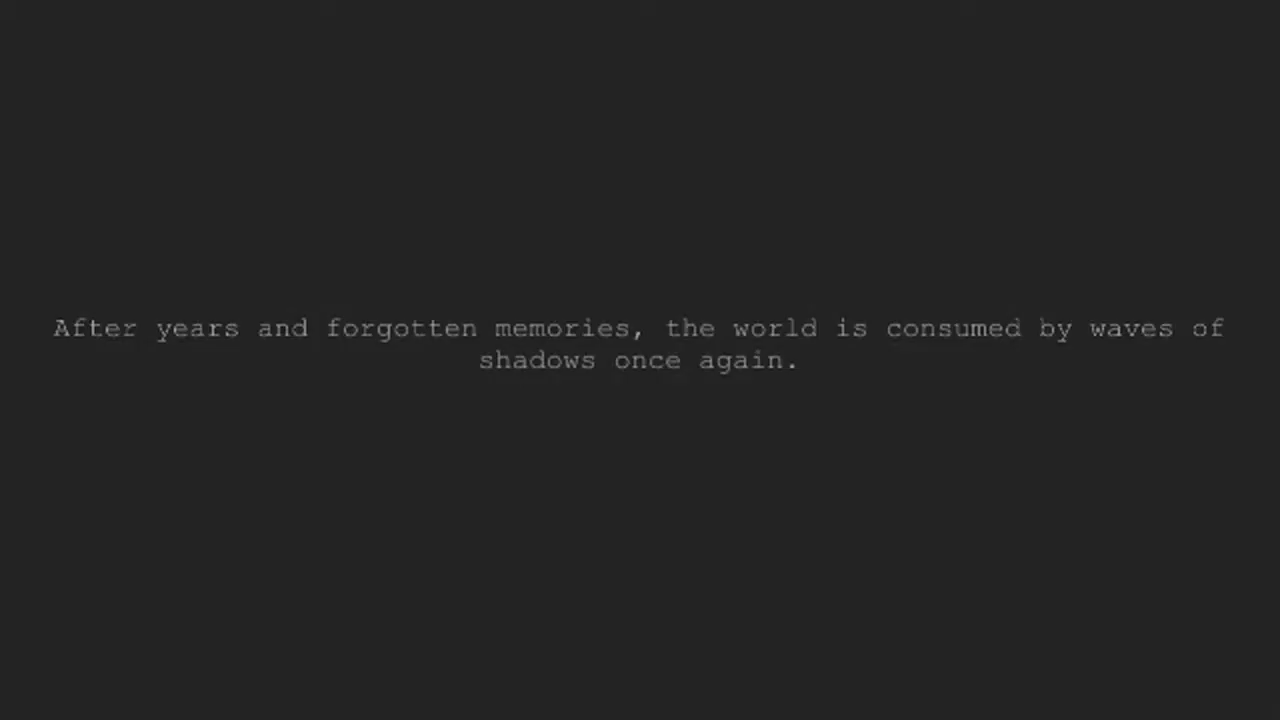 After years and forgotten memories, the world is consumed by waves of
shadows once again.